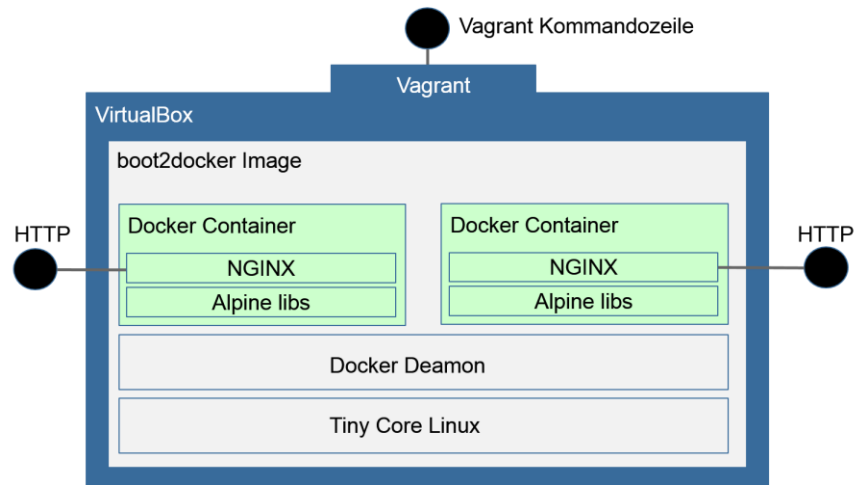 Vagrant Kommandozeile
Vagrant
VirtualBox
boot2docker Image
Docker Container
Docker Container
HTTP
HTTP
NGINX
NGINX
Alpine libs
Alpine libs
Docker Deamon
Tiny Core Linux